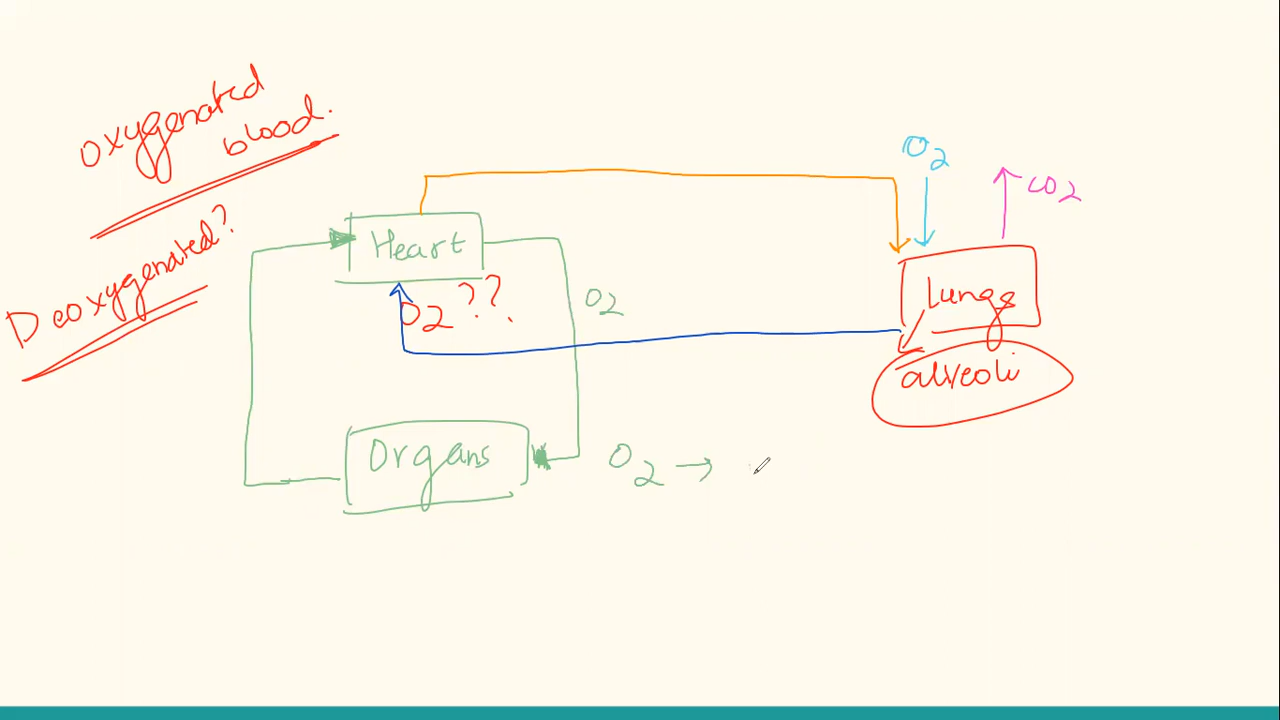 Oxygenated
blood.
Deoxygenated?
O2
CO2
Heart
O2 ??
O2
lungs
alveoli
Organs
O2 →